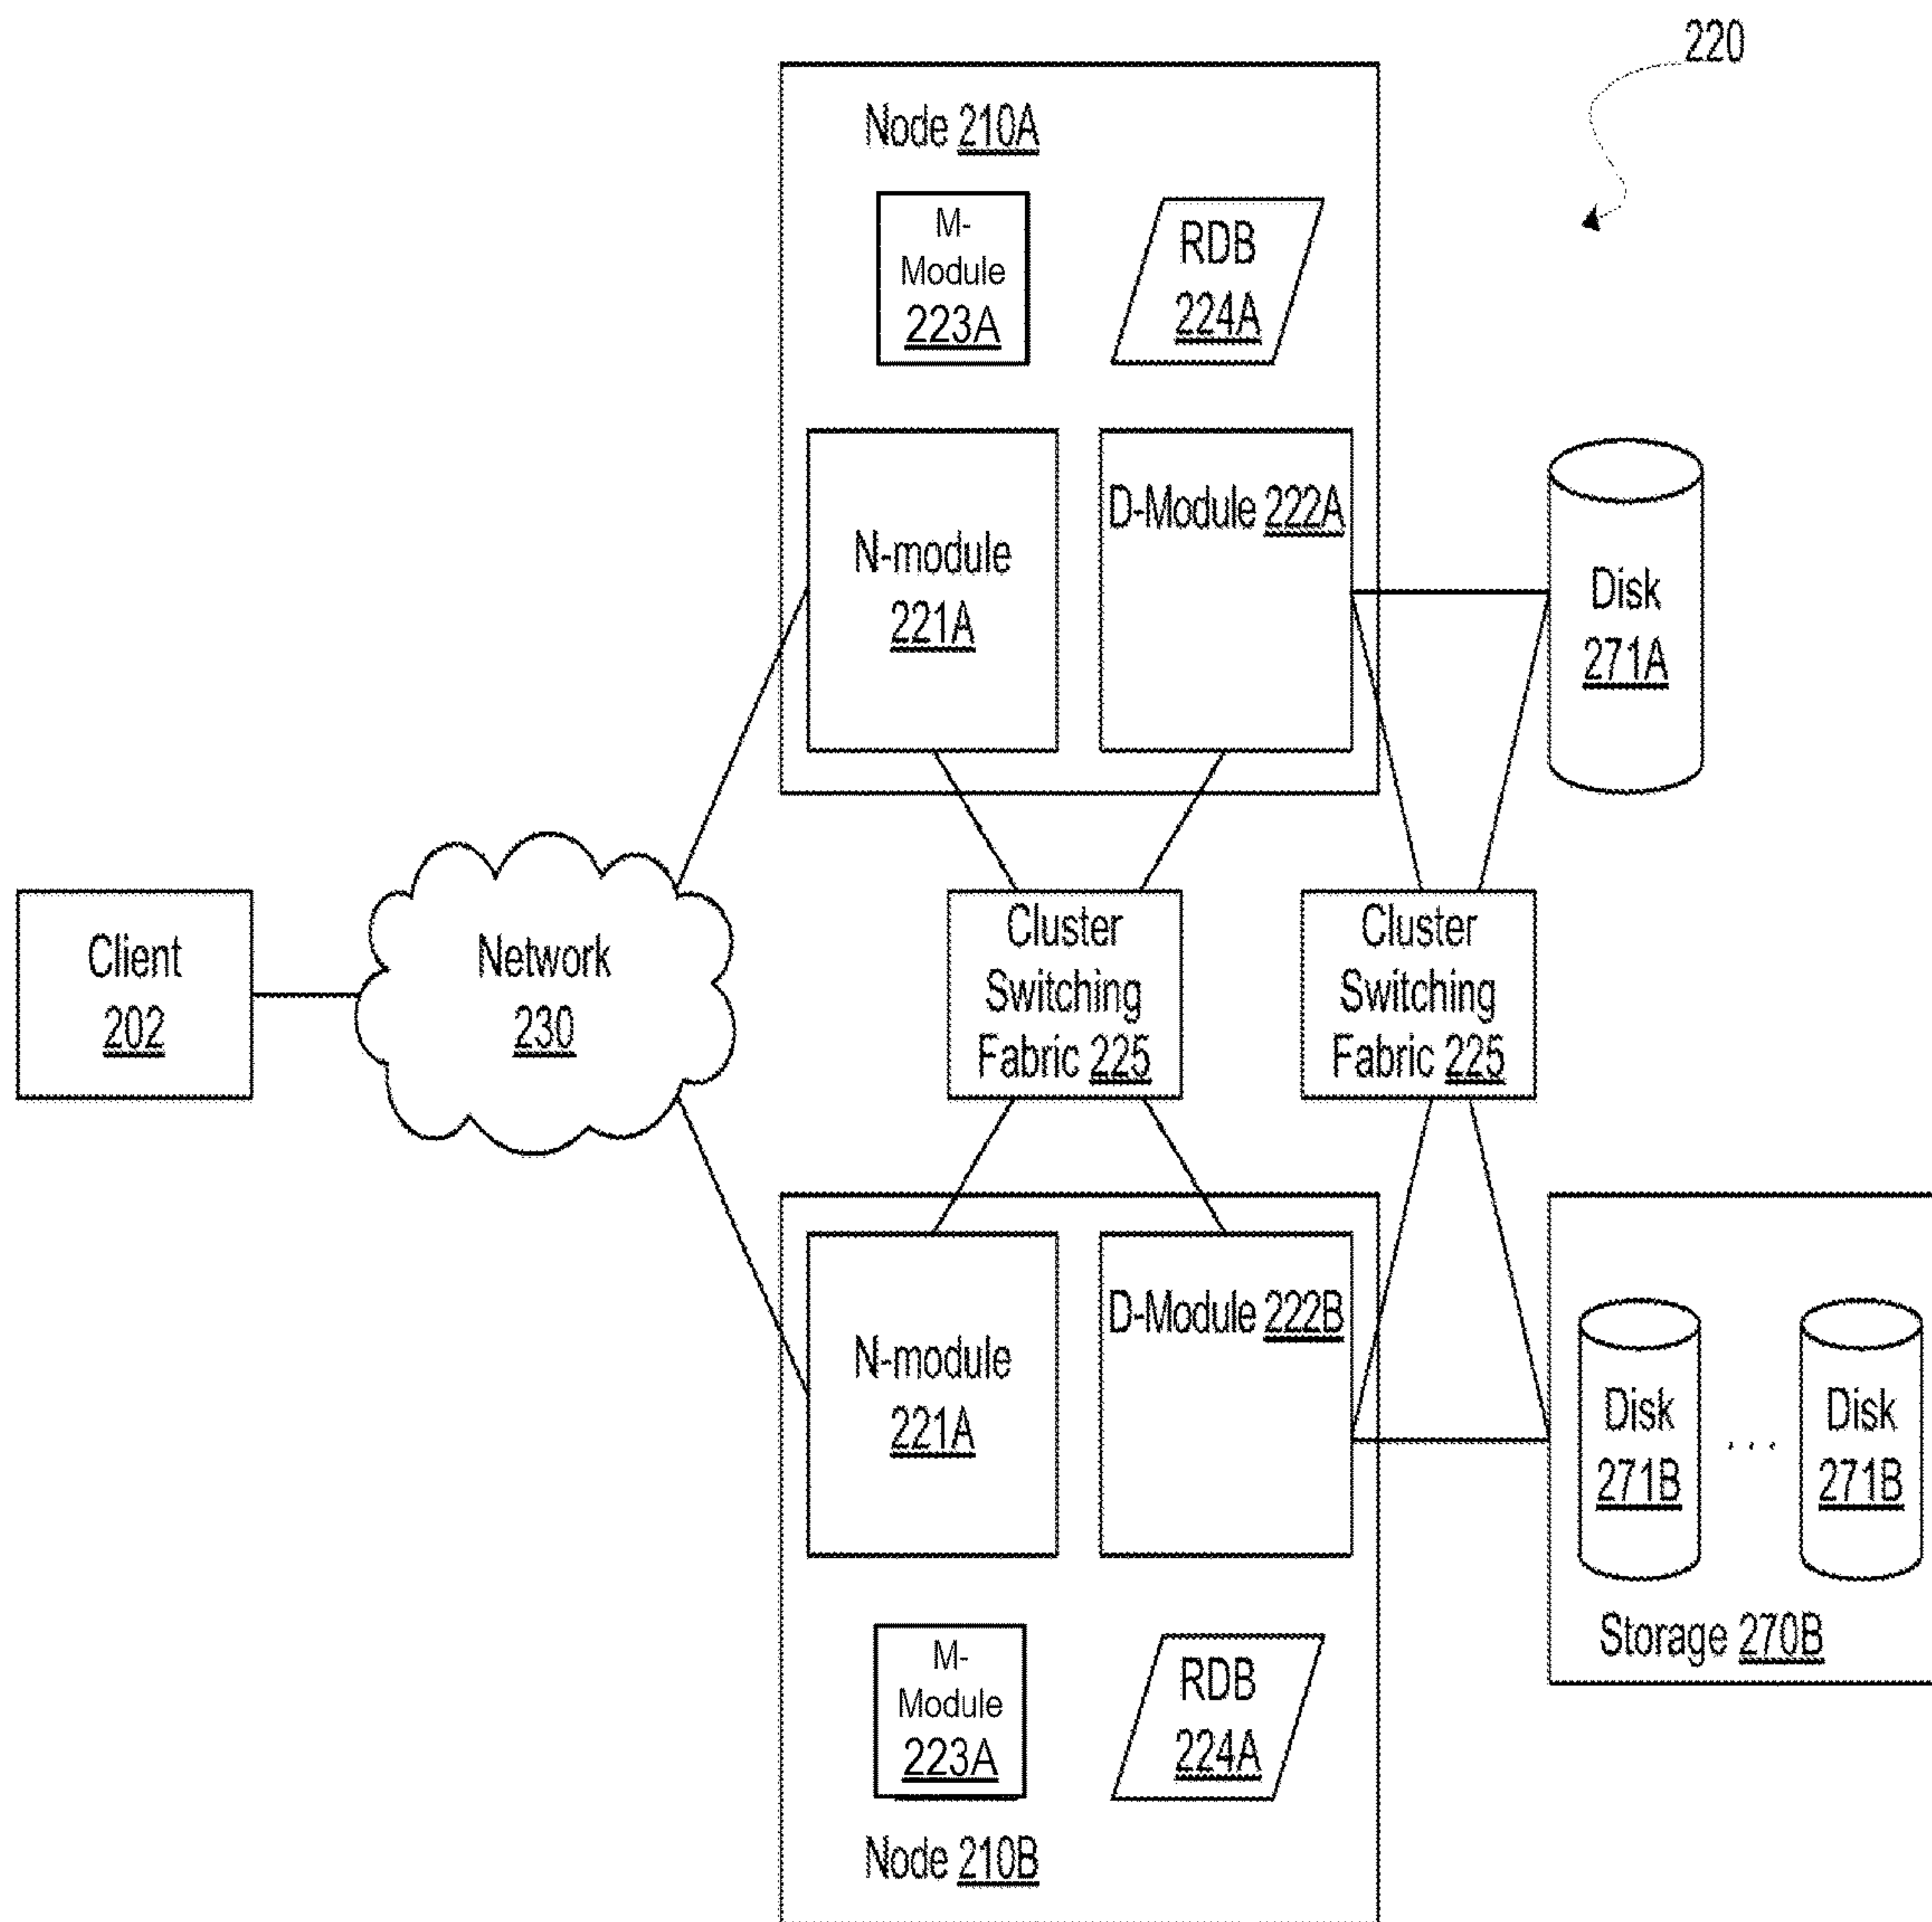 220
Node 210A
M-
Module
223A
RDB
224A
N-module
221A
D-Module 222A
Disk
271A
Client
202
Network
230
Cluster
Switching
Fabric 225
Cluster
Switching
Fabric 225
N-module
221A
D-Module 222B
Disk
271B
...
Disk
271B
Storage 270B
M-
Module
223A
RDB
224A
Node 210B